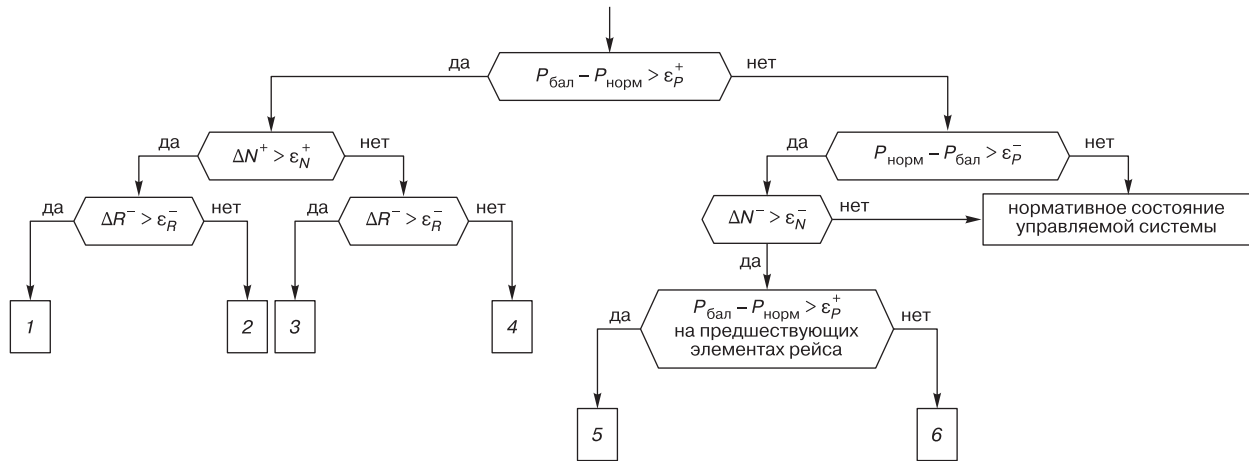 P_бал – P_норм > ε_P^+
да
нет
ΔN^+ > ε_N^+
да
нет
P_норм – P_бал > ε_P^–
да
нет
ΔR^– > ε_R^–
да
нет
ΔR^– > ε_R^–
да
нет
ΔN^– > ε_N^–
нет
да
нормативное состояние
управляемой системы
1
2
3
4
P_бал – P_норм > ε_P^+
на предшествующих
элементах рейса
да
нет
5
6